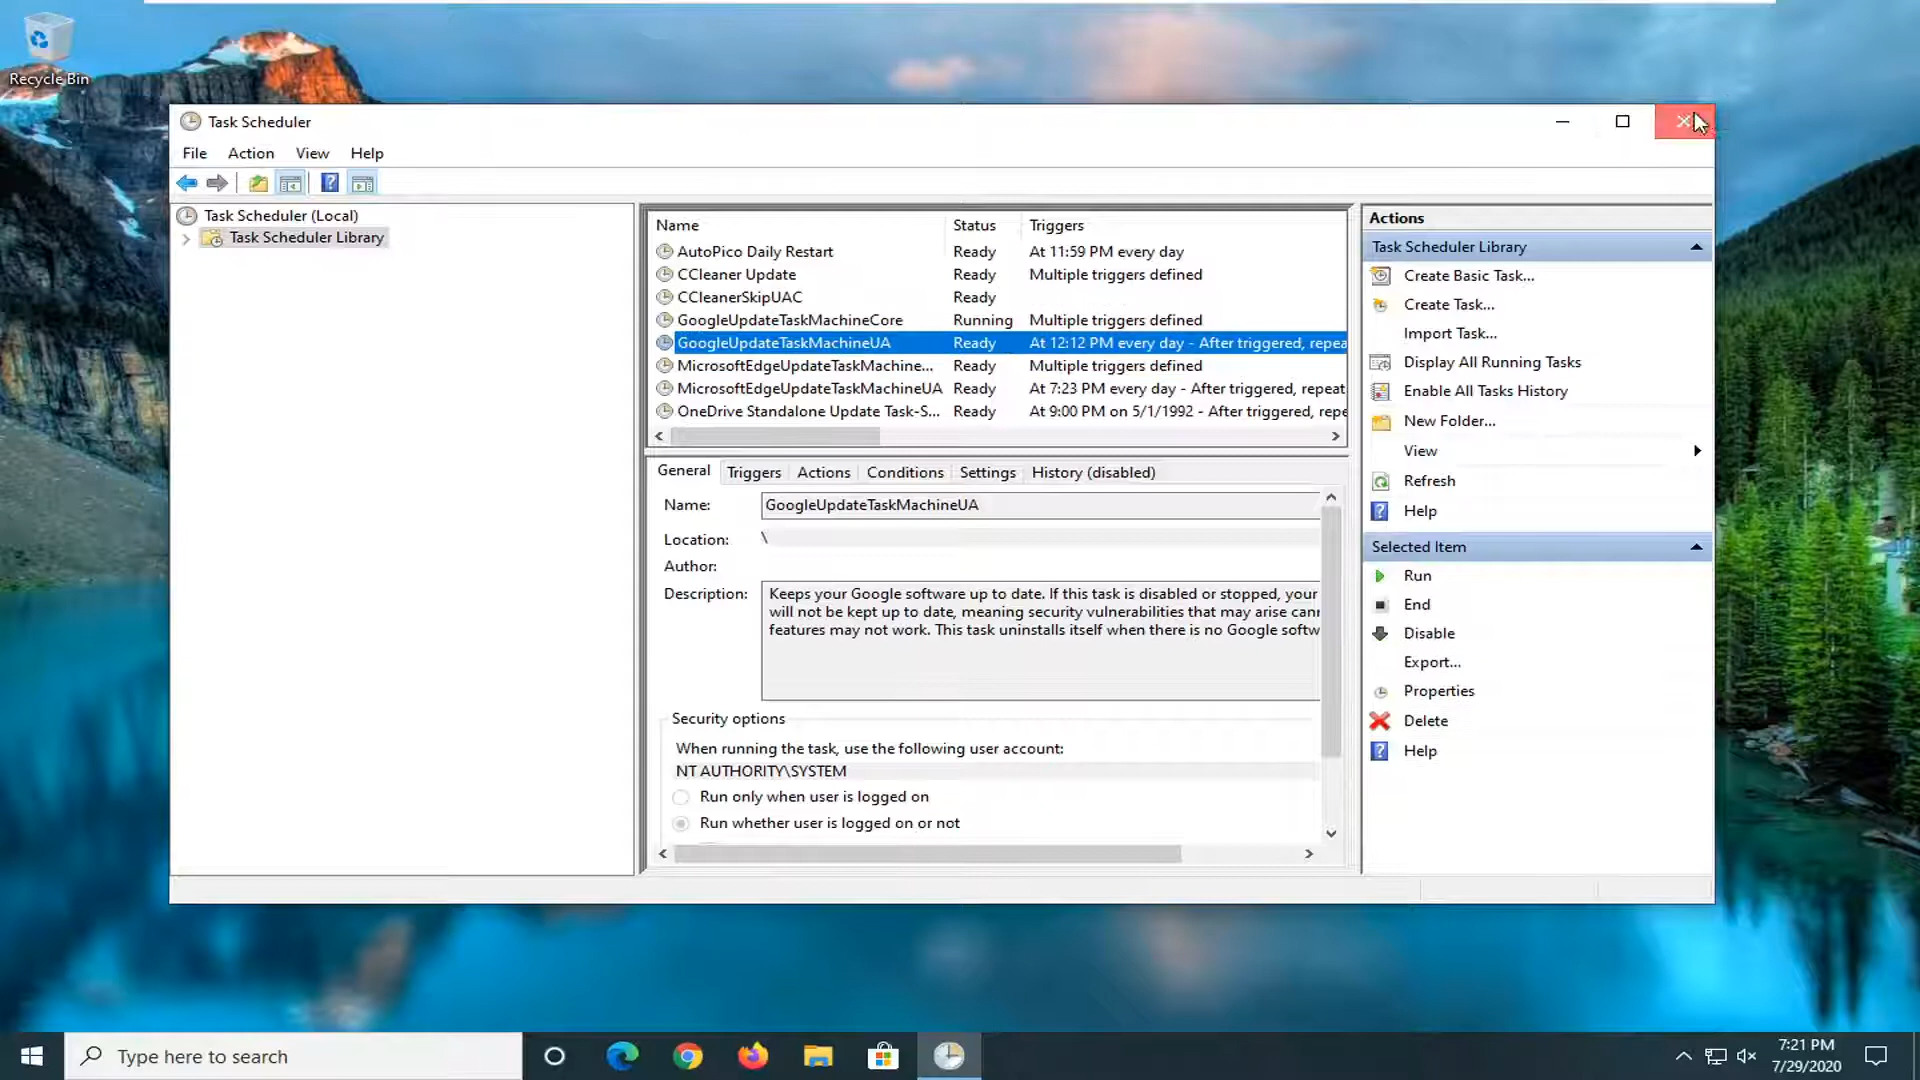 Recycle Bin
Task Scheduler
File Action View Help
Task Scheduler (Local)
Task Scheduler Library
Name Status Triggers
AutoPico Daily Restart Ready At 11:59 PM every day
CCleaner Update Ready Multiple triggers defined
CCleanerSkipUAC Ready
GoogleUpdateTaskMachineCore Running Multiple triggers defined
GoogleUpdateTaskMachineUA Ready At 12:12 PM every day - After triggered, repea
MicrosoftEdgeUpdateTaskMachine... Ready Multiple triggers defined
MicrosoftEdgeUpdateTaskMachineUA Ready At 7:23 PM every day - After triggered, repeat
OneDrive Standalone Update Task-S... Ready At 9:00 PM on 5/1/1992 - After triggered, repe
General Triggers Actions Conditions Settings History (disabled)
Name: GoogleUpdateTaskMachineUA
Location: \
Author:
Description: Keeps your Google software up to date. If this task is disabled or stopped, your
will not be kept up to date, meaning security vulnerabilities that may arise canr
features may not work. This task uninstalls itself when there is no Google softw
Security options
When running the task, use the following user account:
NT AUTHORITY\SYSTEM
Run only when user is logged on
Run whether user is logged on or not
Actions
Task Scheduler Library
Create Basic Task...
Create Task...
Import Task...
Display All Running Tasks
Enable All Tasks History
New Folder...
View
Refresh
Help
Selected Item
Run
End
Disable
Export...
Properties
Delete
Help
Type here to search
7:21 PM
7/29/2020